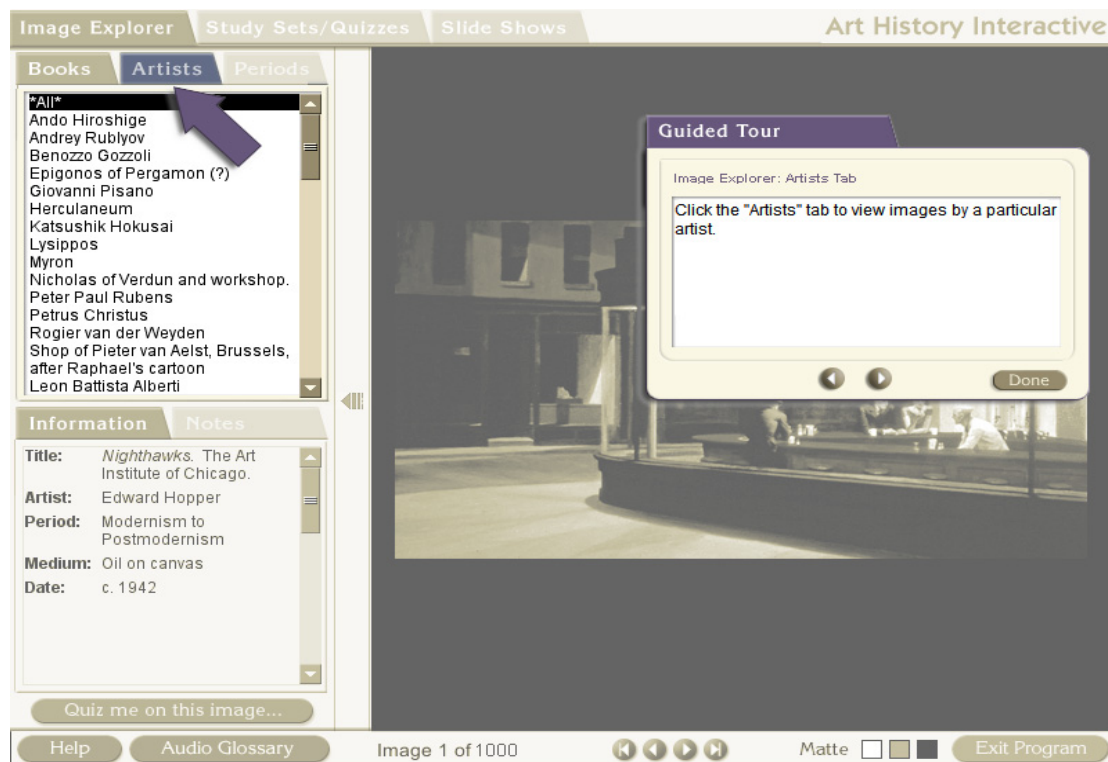 Image Explorer
Study Sets/Quizzes
Slide Shows
Art History Interactive
Books
Artists
Periods
*All*
Ando Hiroshige
Andrey Rublyov
Benozzo Gozzoli
Epigonos of Pergamon (?)
Giovanni Pisano
Herculaneum
Katsushik Hokusai
Lysippos
Myron
Nicholas of Verdun and workshop.
Peter Paul Rubens
Petrus Christus
Rogier van der Weyden
Shop of Pieter van Aelst, Brussels,
after Raphael's cartoon
Leon Battista Alberti
Guided Tour
Image Explorer: Artists Tab
Click the "Artists" tab to view images by a particular
artist.
Done
Information
Notes
Title: Nighthawks. The Art
Institute of Chicago.
Artist: Edward Hopper
Period: Modernism to
Postmodernism
Medium: Oil on canvas
Date: c. 1942
Quiz me on this image...
Help
Audio Glossary
Image 1 of 1000
Matte
Exit Program